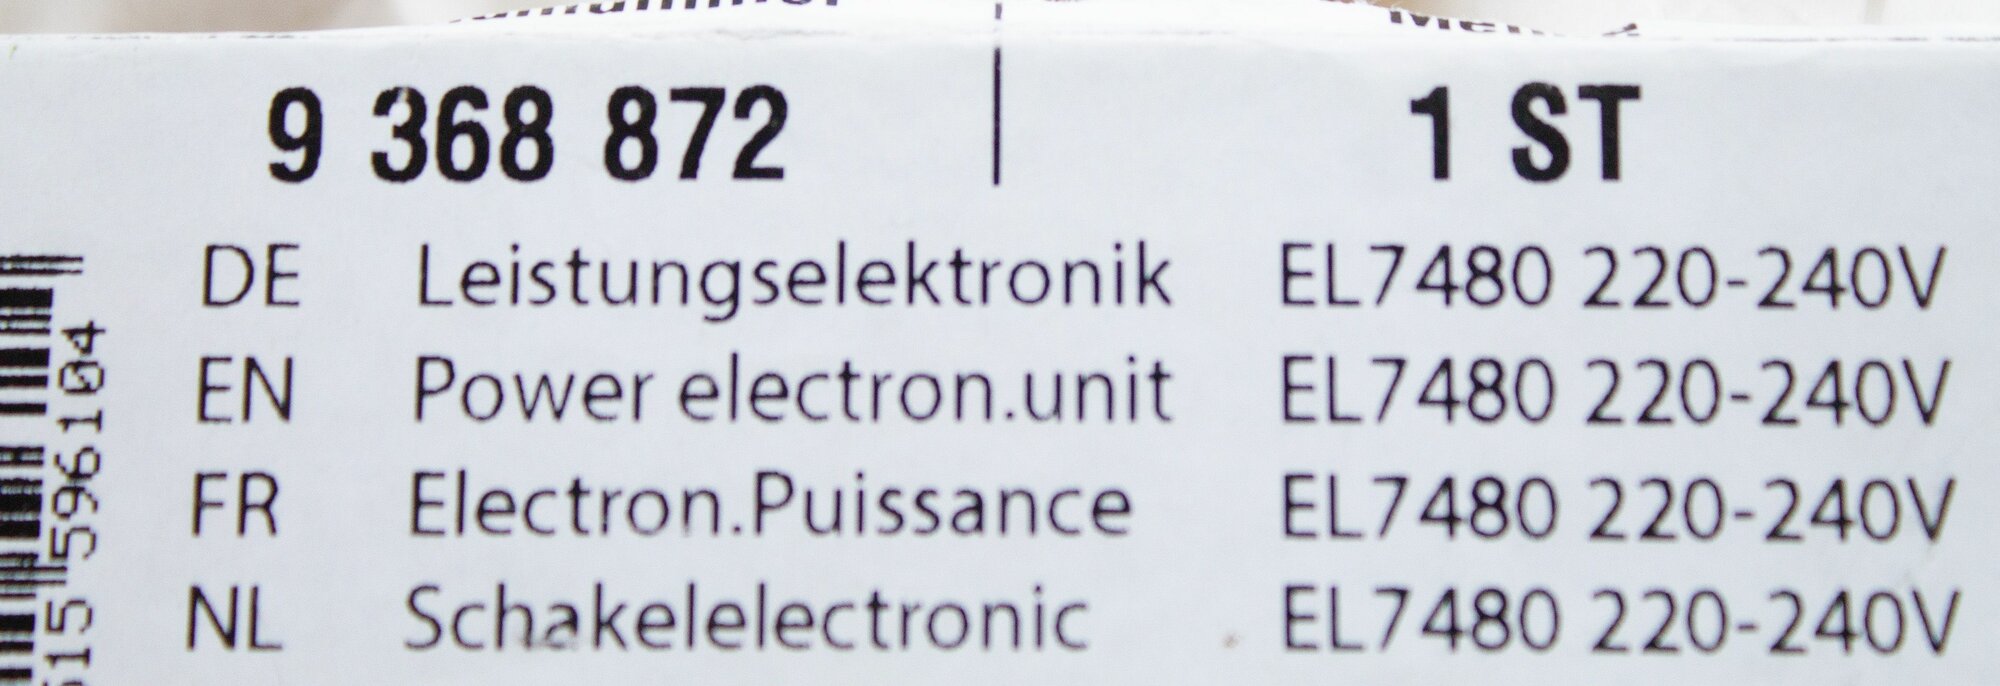 9 368 872 1 ST
DE Leistungselektronik EL7480 220-240V
EN Power electron.unit EL7480 220-240V
FR Electron.Puissance EL7480 220-240V
NL Schakelelectronic EL7480 220-240V
596104